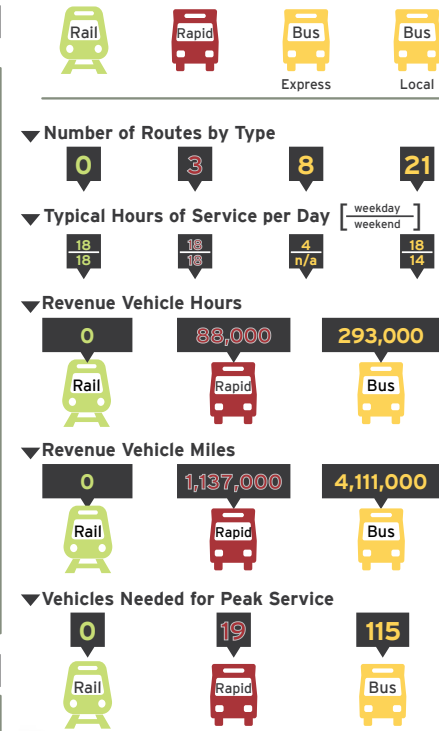 Rail Rapid Bus Bus
Express Local
Number of Routes by Type
0 3 8 21
Typical Hours of Service per Day [weekday
weekend]
18 18 4 18
18 18 n/a 14
Revenue Vehicle Hours
0 88,000 293,000
Rail Rapid Bus
Revenue Vehicle Miles
0 1,137,000 4,111,000
Rail Rapid Bus
Vehicles Needed for Peak Service
0 19 115
Rail Rapid Bus